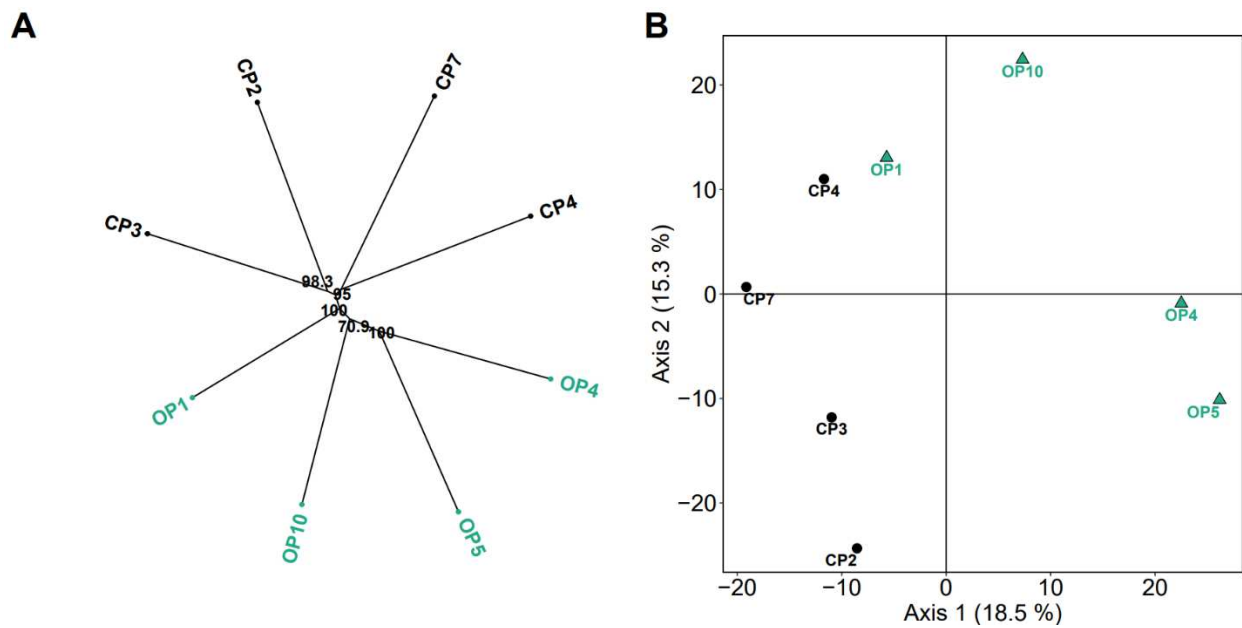 A
CP2
CP7
CP3
CP4
98.3
95
100
70.9
100
OP1
OP4
OP10
OP5
B
Axis 2 (15.3 %)
20
10
0
−10
−20
OP10
OP1
CP4
CP7
OP4
OP5
CP3
CP2
−20
−10
0
10
20
Axis 1 (18.5 %)